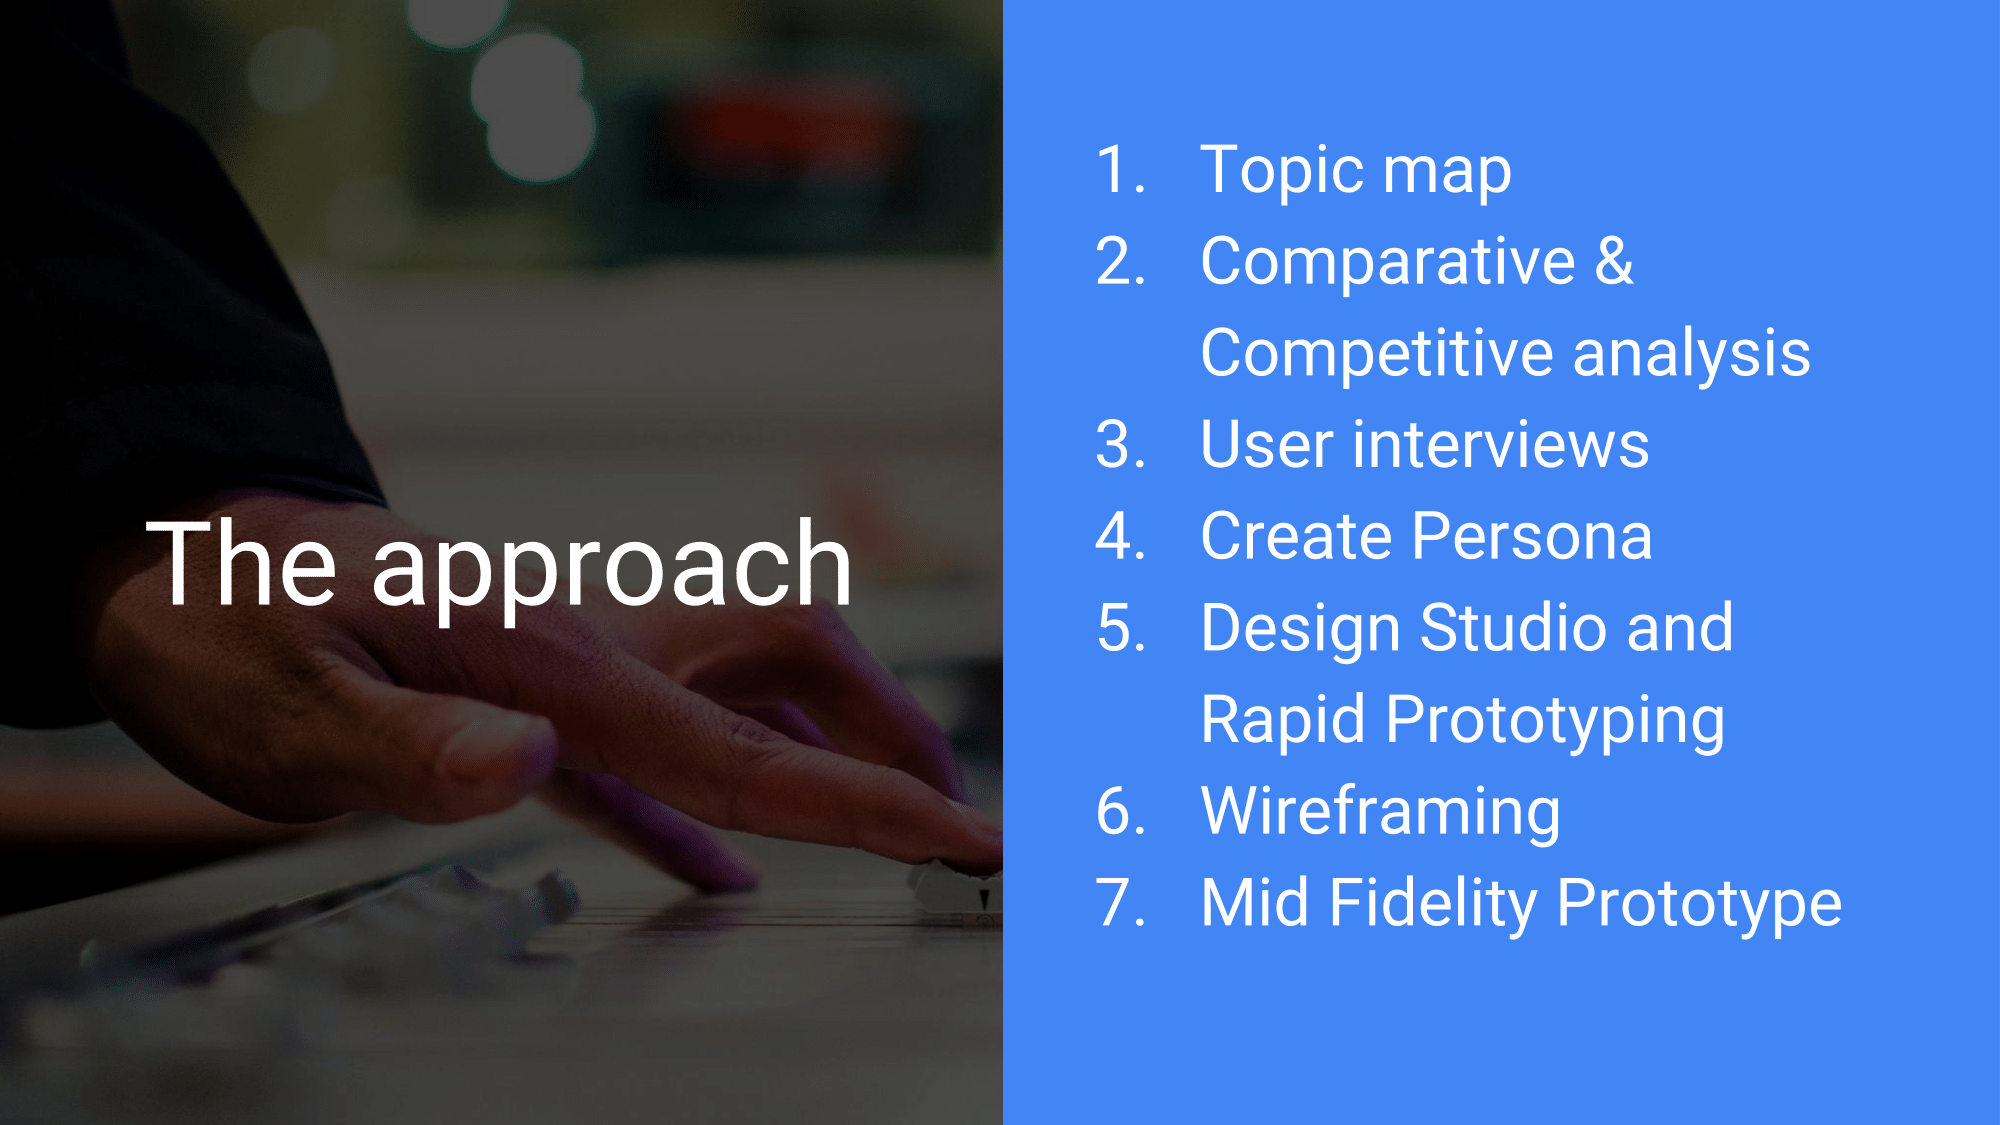 The approach
1. Topic map
2. Comparative &
Competitive analysis
3. User interviews
4. Create Persona
5. Design Studio and
Rapid Prototyping
6. Wireframing
7. Mid Fidelity Prototype